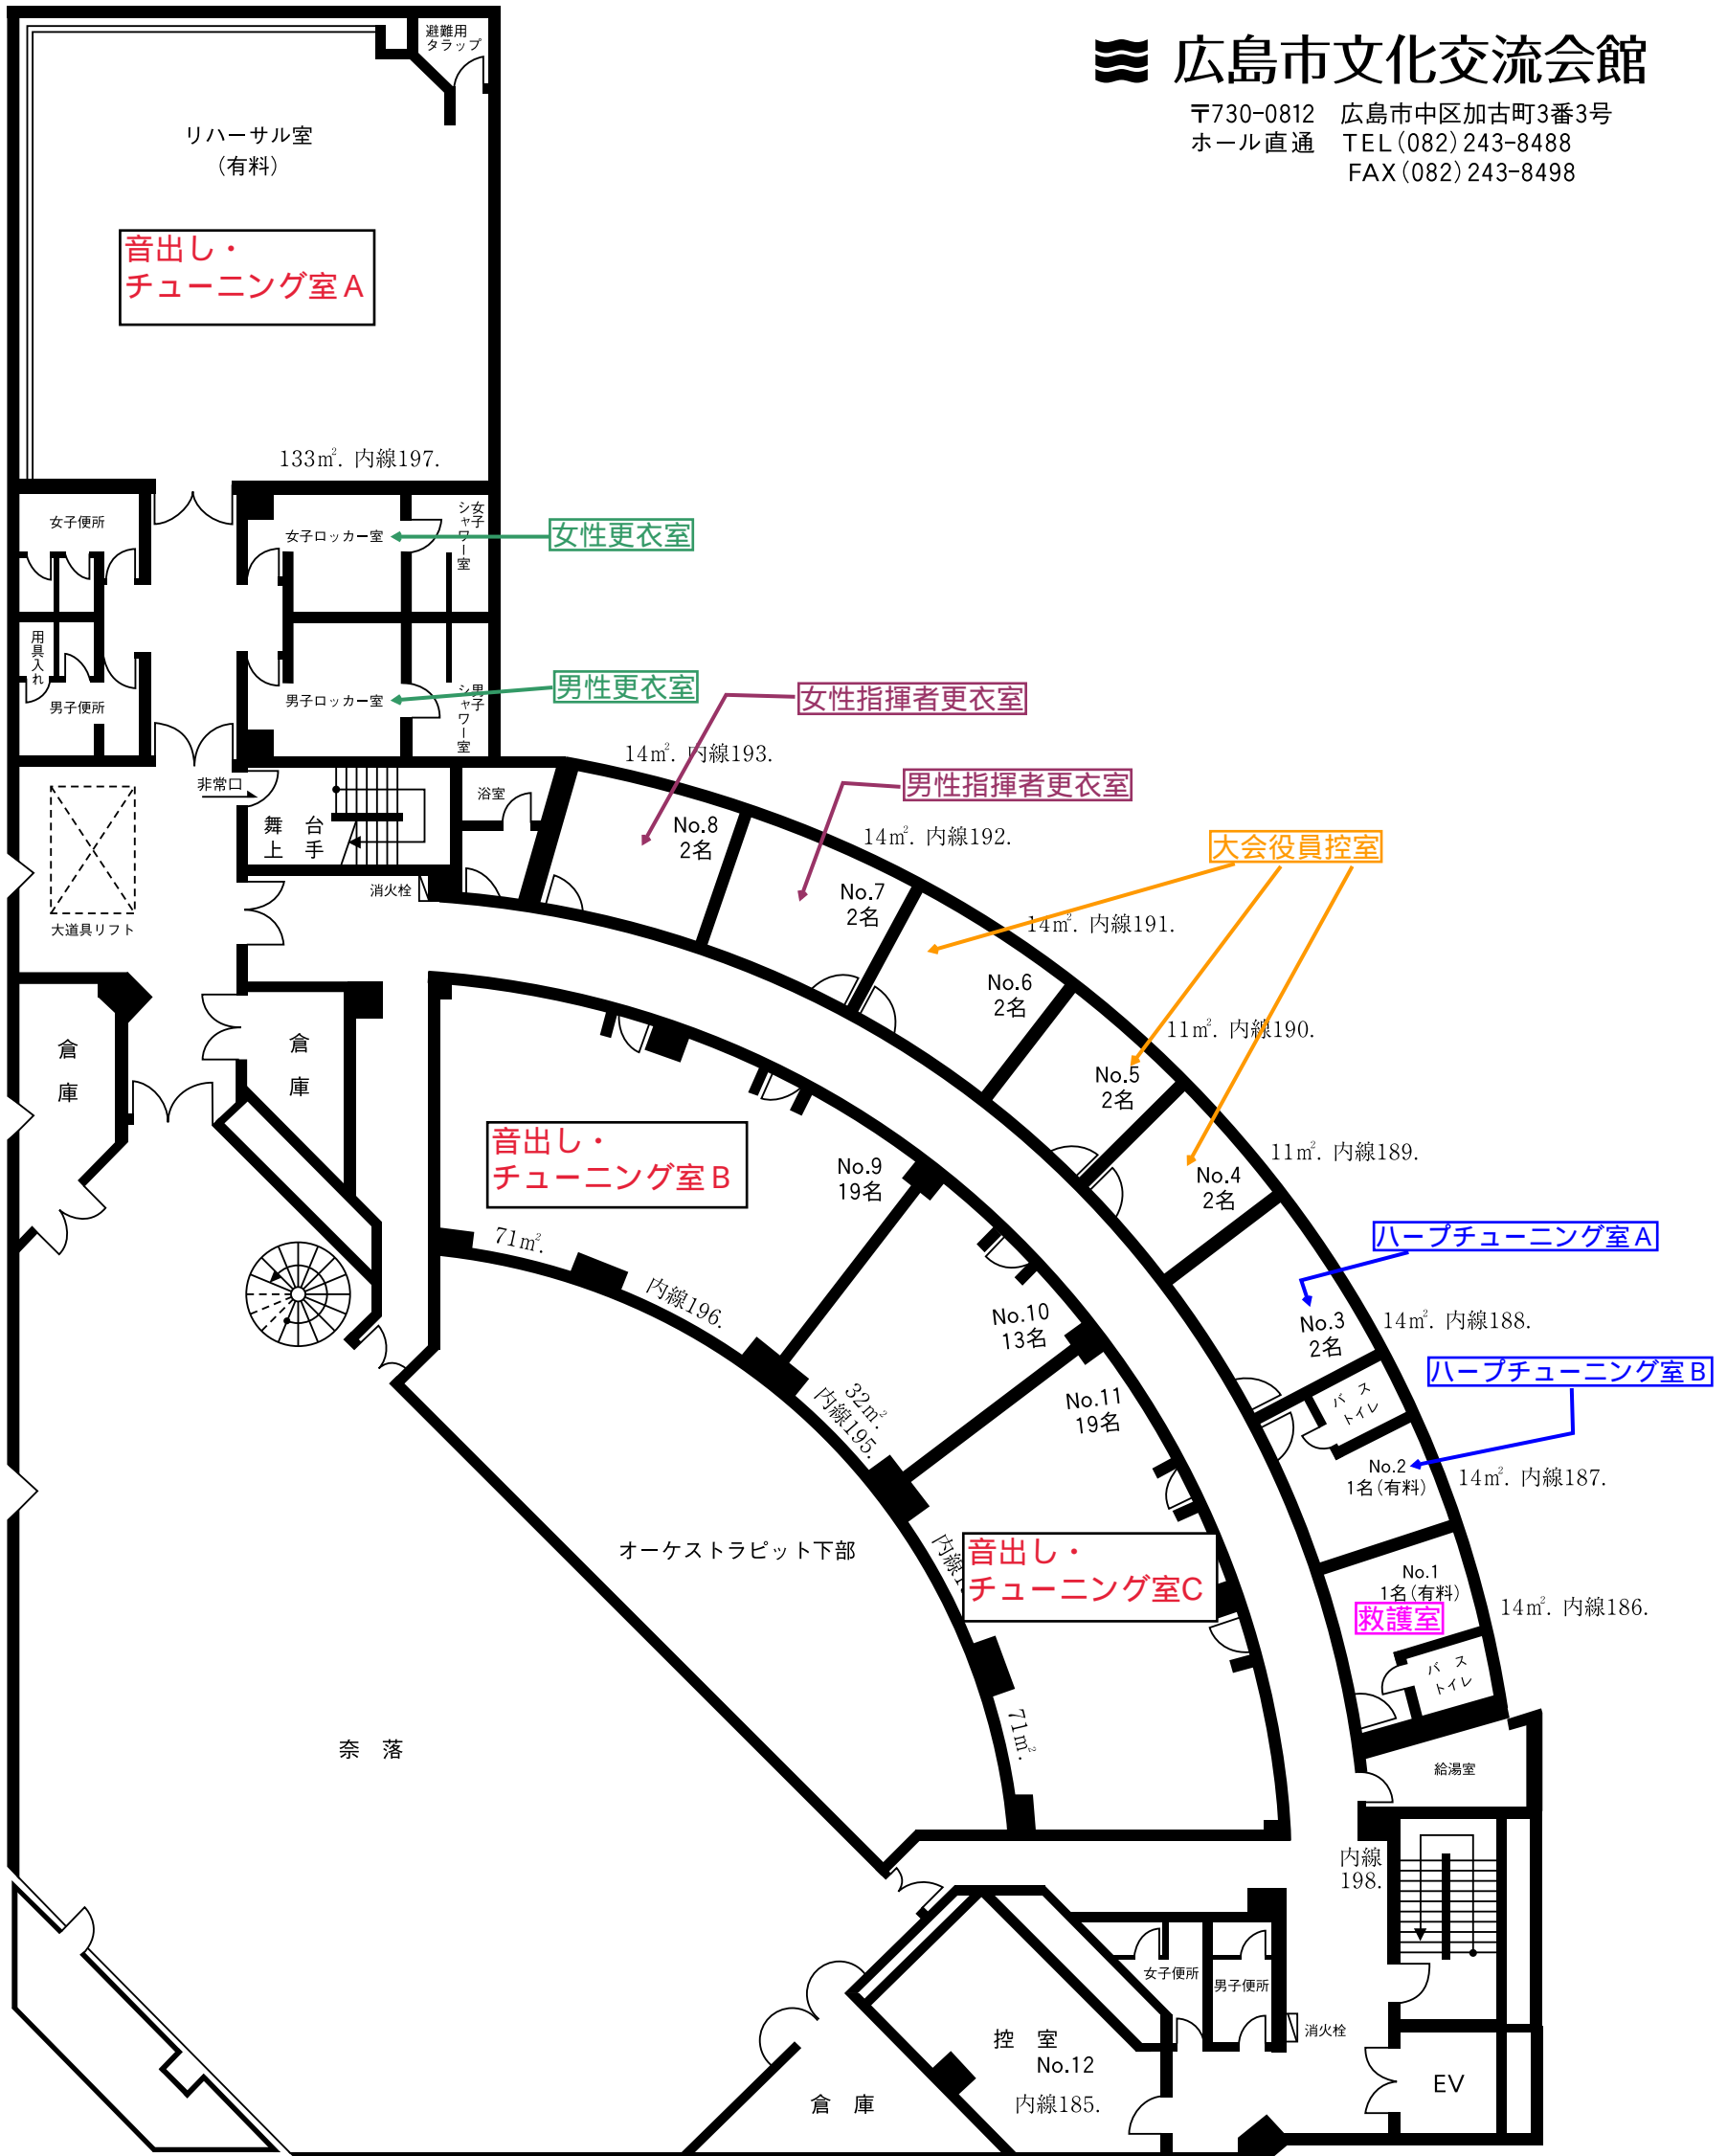 広島市文化交流会館
〒730-0812 広島市中区加古町3番3号
ホール直通 TEL(082)243-8488
FAX(082)243-8498
避難用
タラップ
リハーサル室
(有料)
音出し・
チューニング室A
133㎡. 内線197.
女子便所
女子ロッカー室
女子
シャワー室
女性更衣室
用具入れ
男子便所
男子ロッカー室
男子
シャワー室
男性更衣室
女性指揮者更衣室
14㎡. 内線193.
男性指揮者更衣室
非常口
舞台
上手
浴室
No.8
2名
14㎡. 内線192.
大会役員控室
消火栓
No.7
2名
大道具リフト
14㎡. 内線191.
No.6
2名
11㎡. 内線190.
倉庫
倉庫
No.5
2名
音出し・
チューニング室B
No.9
19名
11㎡. 内線189.
No.4
2名
71㎡.
内線196.
ハープチューニング室A
No.10
13名
No.3
2名
14㎡. 内線188.
ハープチューニング室B
32㎡.
内線195.
No.11
19名
バス
トイレ
No.2
1名(有料)
14㎡. 内線187.
オーケストラピット下部
内線1
音出し・
チューニング室C
No.1
1名(有料)
救護室
14㎡. 内線186.
バス
トイレ
71㎡.
奈落
給湯室
内線
198.
女子便所
男子便所
消火栓
控室
No.12
内線185.
倉庫
EV